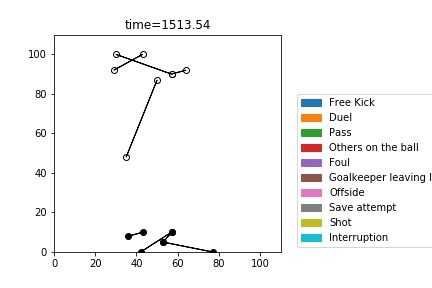 time=1513.54
100
80
60
40
20
0
0 20 40 60 80 100
Free Kick
Duel
Pass
Others on the ball
Foul
Goalkeeper leaving l
Offside
Save attempt
Shot
Interruption